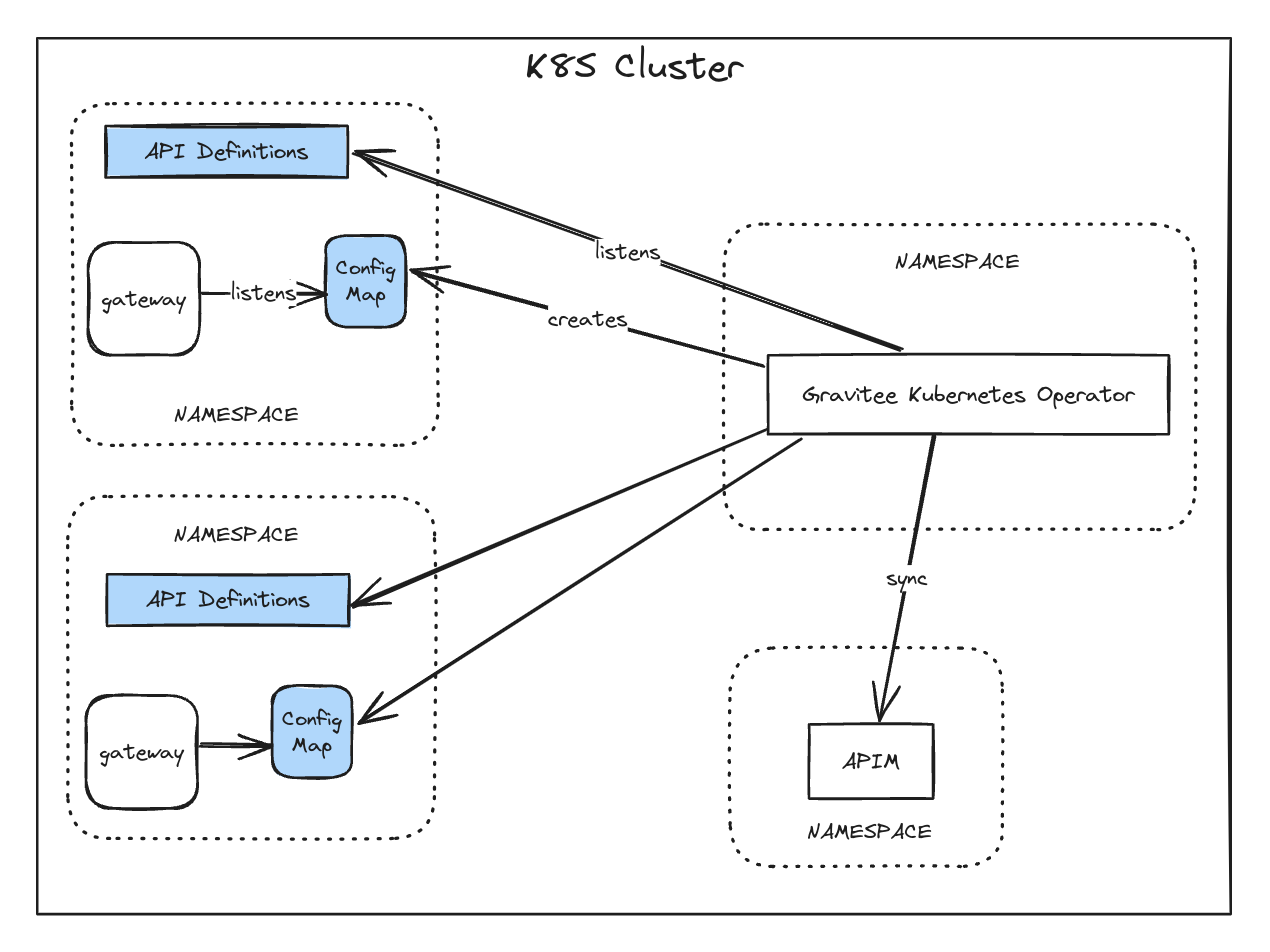 K8S Cluster
API Definitions
listens
NAMESPACE
Config
Map
gateway
listens
creates
Gravitee Kubernetes Operator
NAMESPACE
NAMESPACE
API Definitions
sync
Config
Map
gateway
APIM
NAMESPACE